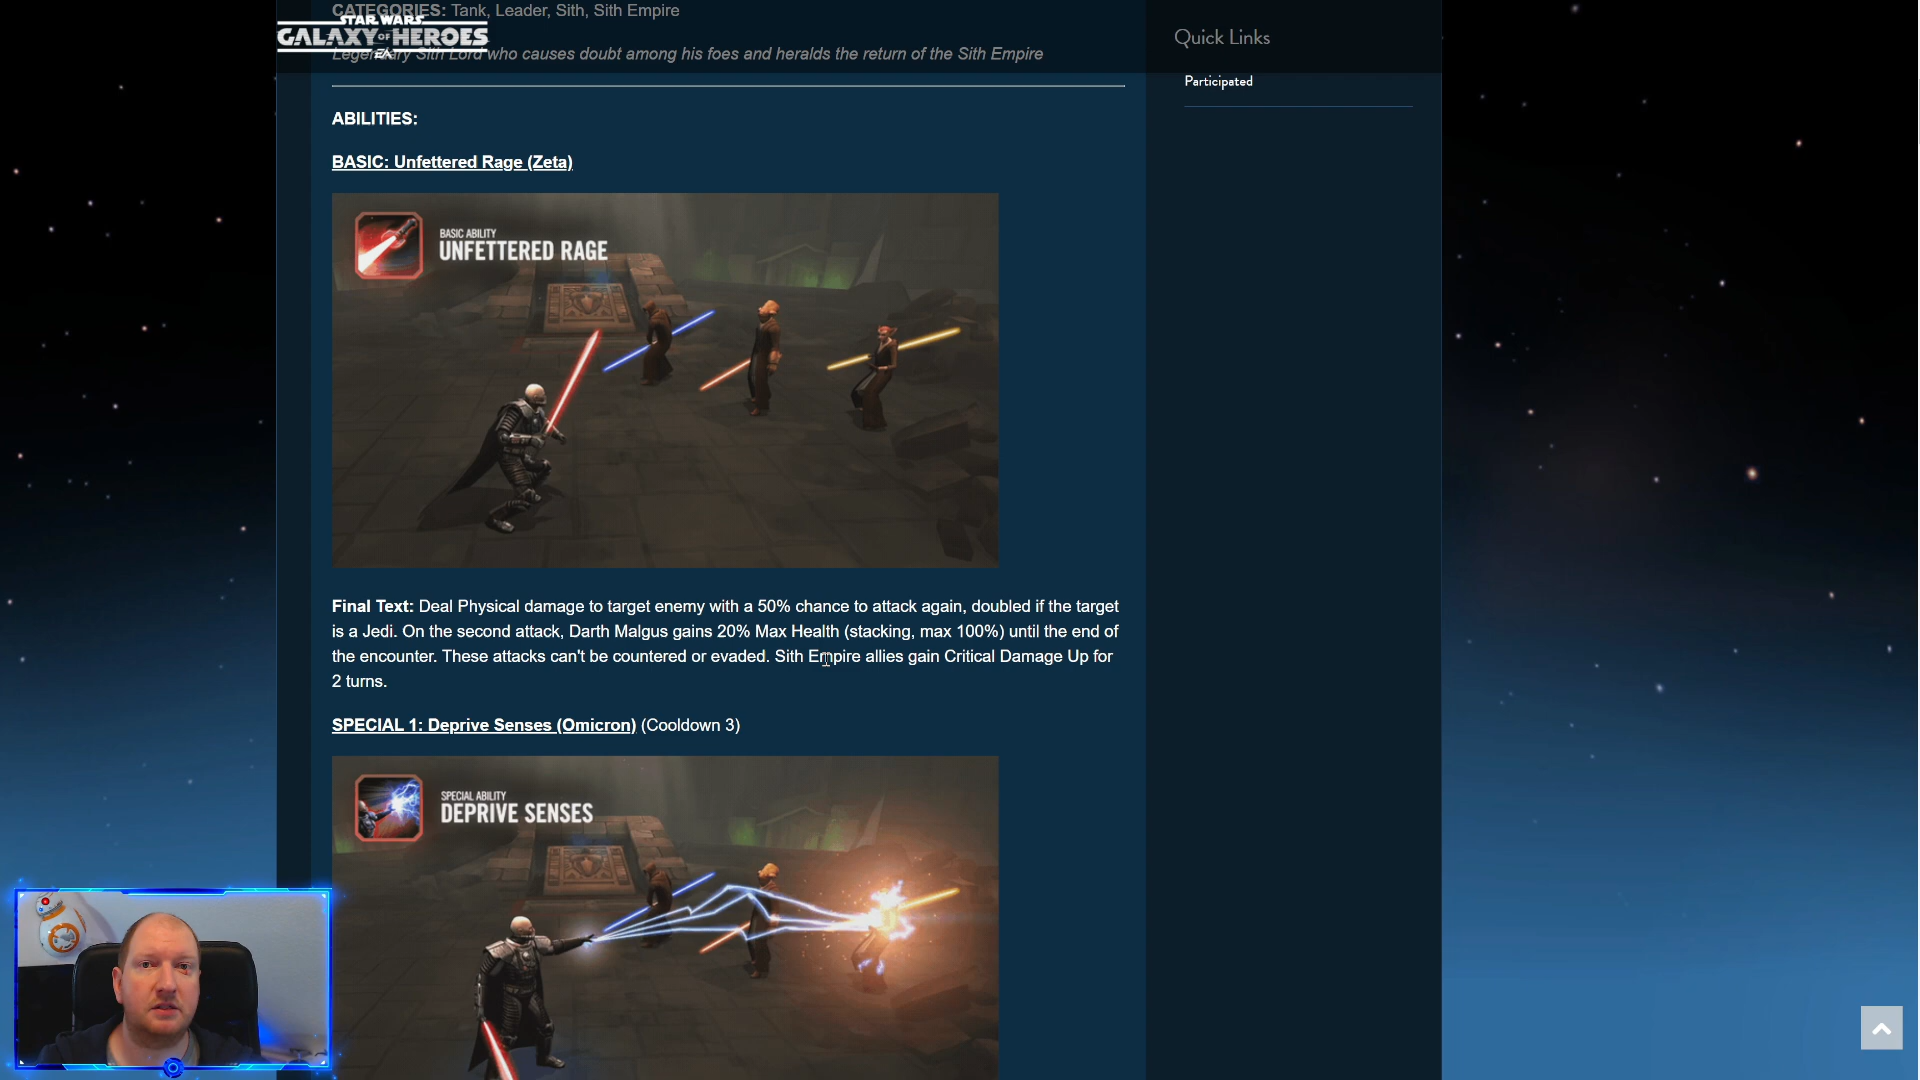 CATEGORIES: Tank, Leader, Sith, Sith Empire
STAR WARS
GALAXY OF HEROES
EA
Legendary Sith Lord who causes doubt among his foes and heralds the return of the Sith Empire
Quick Links
Participated
ABILITIES:
BASIC: Unfettered Rage (Zeta)
BASIC ABILITY
UNFETTERED RAGE
Final Text: Deal Physical damage to target enemy with a 50% chance to attack again, doubled if the target
is a Jedi. On the second attack, Darth Malgus gains 20% Max Health (stacking, max 100%) until the end of
the encounter. These attacks can't be countered or evaded. Sith Empire allies gain Critical Damage Up for
2 turns.
SPECIAL 1: Deprive Senses (Omicron) (Cooldown 3)
SPECIAL ABILITY
DEPRIVE SENSES